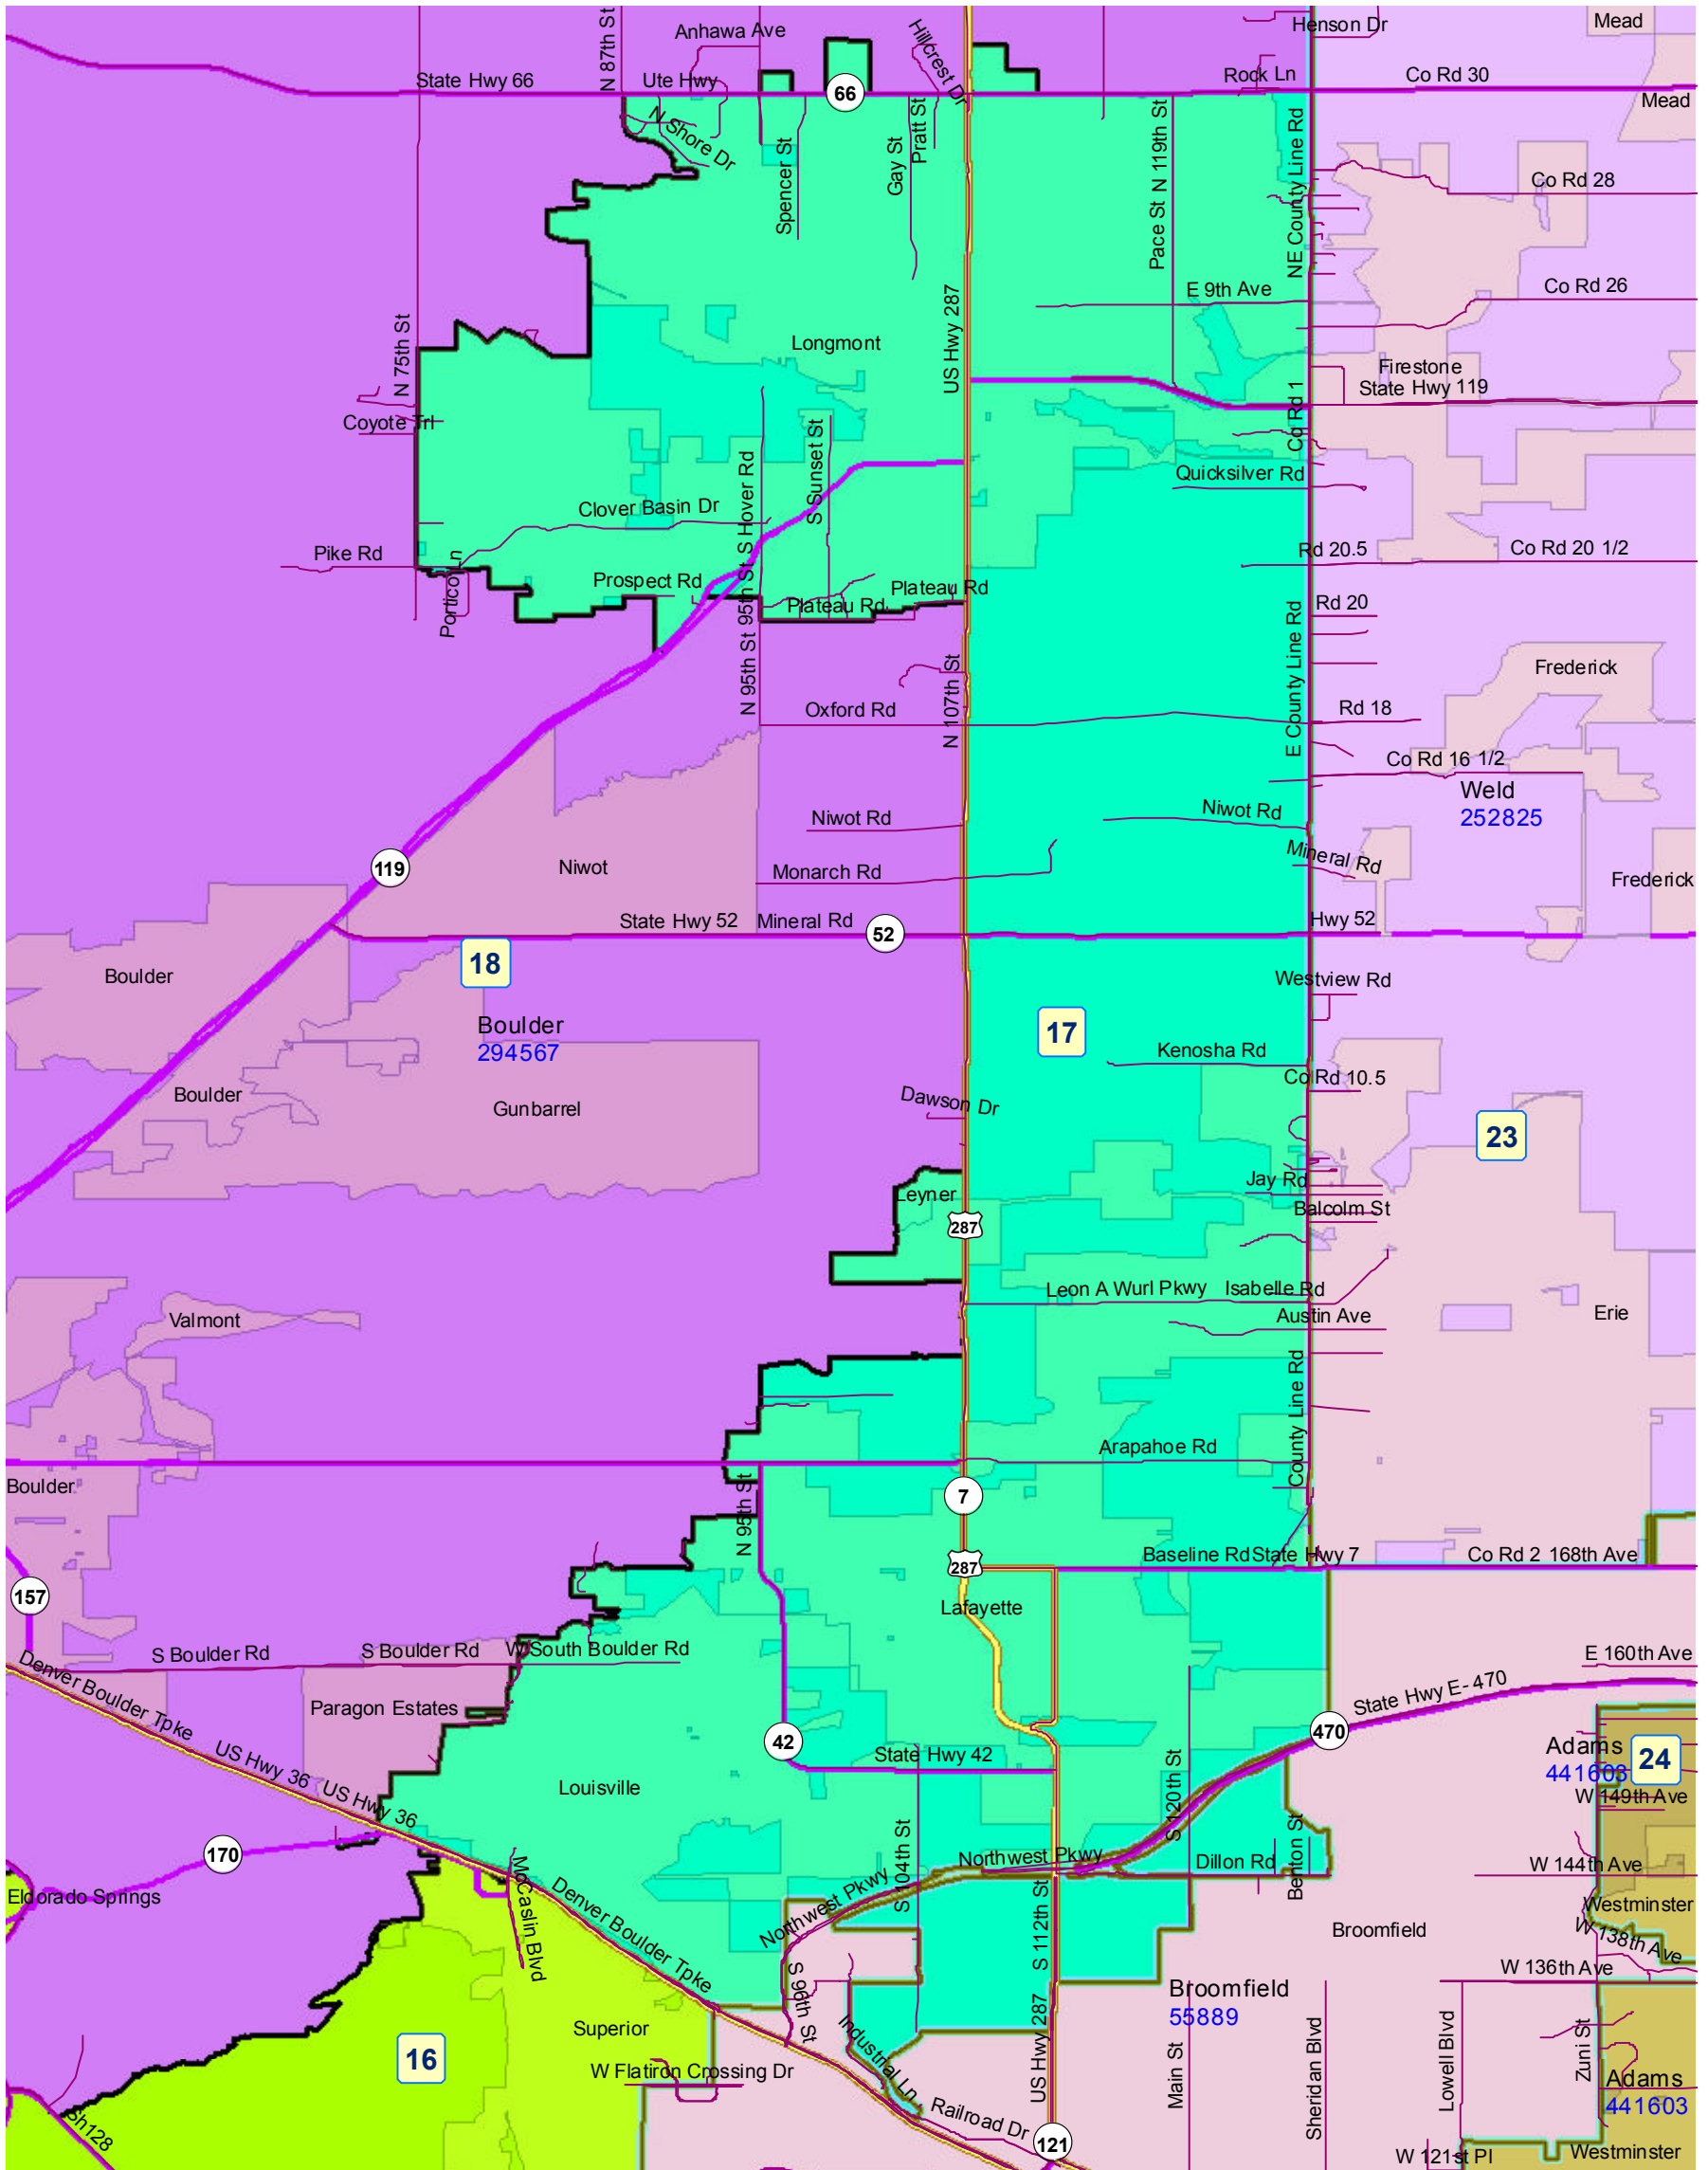 Henson Dr
Mead
Anhawa Ave
N 87th St
Hillcrest Dr
State Hwy 66
Ute Hwy
66
Rock Ln
Co Rd 30
Mead
N Shore Dr
Spencer St
Gay St
Pratt St
Pace St
N 119th St
NE County Line Rd
Co Rd 28
E 9th Ave
Co Rd 26
N 75th St
Longmont
US Hwy 287
Firestone
State Hwy 119
Co Rd 1
Coyote Trl
S Sunset St
S Hover Rd
Quicksilver Rd
Clover Basin Dr
Pike Rd
Portico Ln
Prospect Rd
95th St
Plateau Rd
Plateau Rd
Rd 20.5
Co Rd 20 1/2
Rd 20
N 95th St
N 107th St
E County Line Rd
Frederick
Oxford Rd
Rd 18
Co Rd 16 1/2
Weld
252825
Niwot Rd
Niwot Rd
119
Niwot
Monarch Rd
Mineral Rd
Frederick
State Hwy 52
Mineral Rd
52
Hwy 52
18
Boulder
Westview Rd
Boulder
294567
17
Kenosha Rd
Co Rd 10.5
Boulder
Gunbarrel
Dawson Dr
23
Leyner
Jay Rd
Balcolm St
287
Leon A Wurl Pkwy
Isabelle Rd
Valmont
Austin Ave
Erie
County Line Rd
Arapahoe Rd
Boulder
N 95th St
7
287
Baseline Rd
State Hwy 7
Co Rd 2
168th Ave
157
Lafayette
S Boulder Rd
S Boulder Rd
W South Boulder Rd
E 160th Ave
Denver Boulder Tpke
Paragon Estates
State Hwy E-470
470
42
State Hwy 42
US Hwy 36
US Hwy 36
Louisville
S 120th St
Adams
441603
24
W 149th Ave
170
S 104th St
Northwest Pkwy
Dillon Rd
Benton St
W 144th Ave
Eldorado Springs
McCaslin Blvd
Denver Boulder Tpke
Northwest Pkwy
S 112th St
Westminster
Broomfield
W 138th Ave
W 136th Ave
Broomfield
55889
S 96th St
Superior
16
Industrial Ln
US Hwy 287
Main St
Sheridan Blvd
Lowell Blvd
Zuni St
W Flatiron Crossing Dr
Adams
441603
Sh128
Railroad Dr
121
W 121st Pl
Westminster